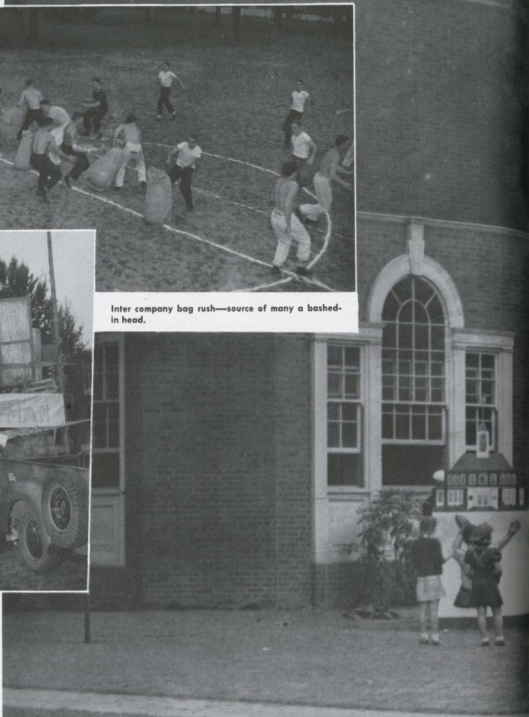 Inter company bag rush—source of many a bashed-
in head.